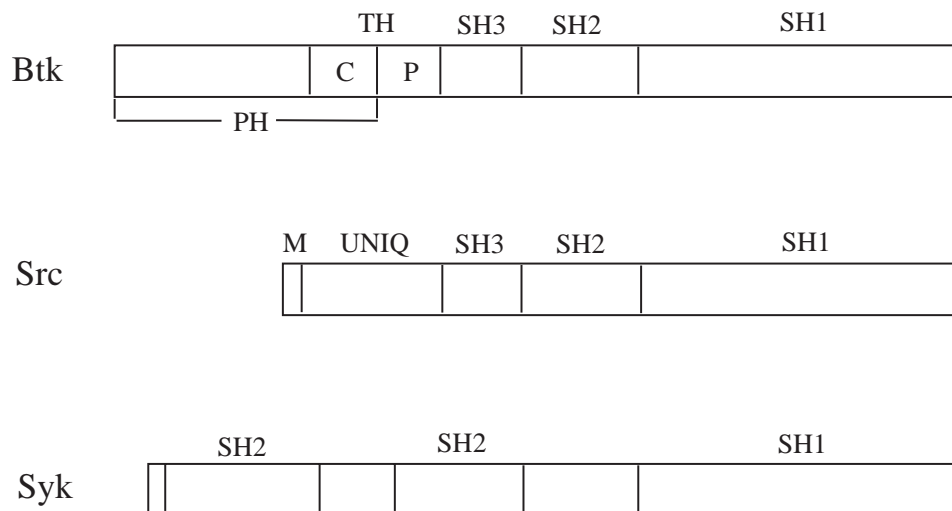 TH SH3 SH2 SH1
Btk C P
PH
M UNIQ SH3 SH2 SH1
Src
SH2 SH2 SH1
Syk